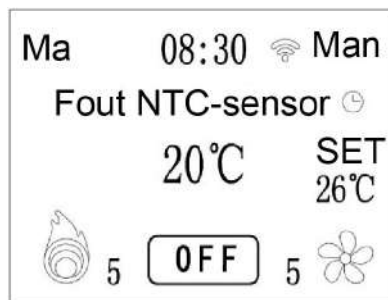 Ma 08:30 Man
Fout NTC-sensor
20℃ SET
26℃
5 OFF 5